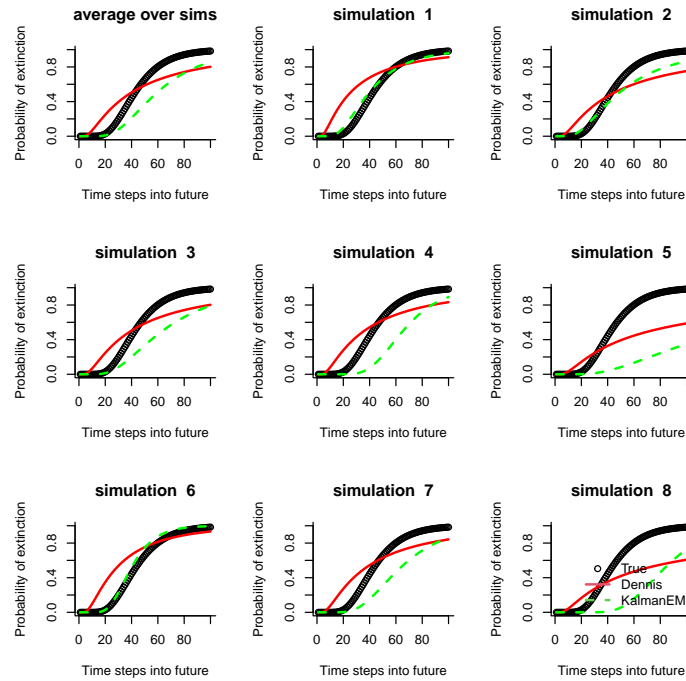 average over sims
Probability of extinction
0.0 0.4 0.8
0 20 40 60 80
Time steps into future
simulation 1
Probability of extinction
0.0 0.4 0.8
0 20 40 60 80
Time steps into future
simulation 2
Probability of extinction
0.0 0.4 0.8
0 20 40 60 80
Time steps into future
simulation 3
Probability of extinction
0.0 0.4 0.8
0 20 40 60 80
Time steps into future
simulation 4
Probability of extinction
0.0 0.4 0.8
0 20 40 60 80
Time steps into future
simulation 5
Probability of extinction
0.0 0.4 0.8
0 20 40 60 80
Time steps into future
simulation 6
Probability of extinction
0.0 0.4 0.8
0 20 40 60 80
Time steps into future
simulation 7
Probability of extinction
0.0 0.4 0.8
0 20 40 60 80
Time steps into future
simulation 8
Probability of extinction
0.0 0.4 0.8
True
Dennis
KalmanEM
0 20 40 60 80
Time steps into future